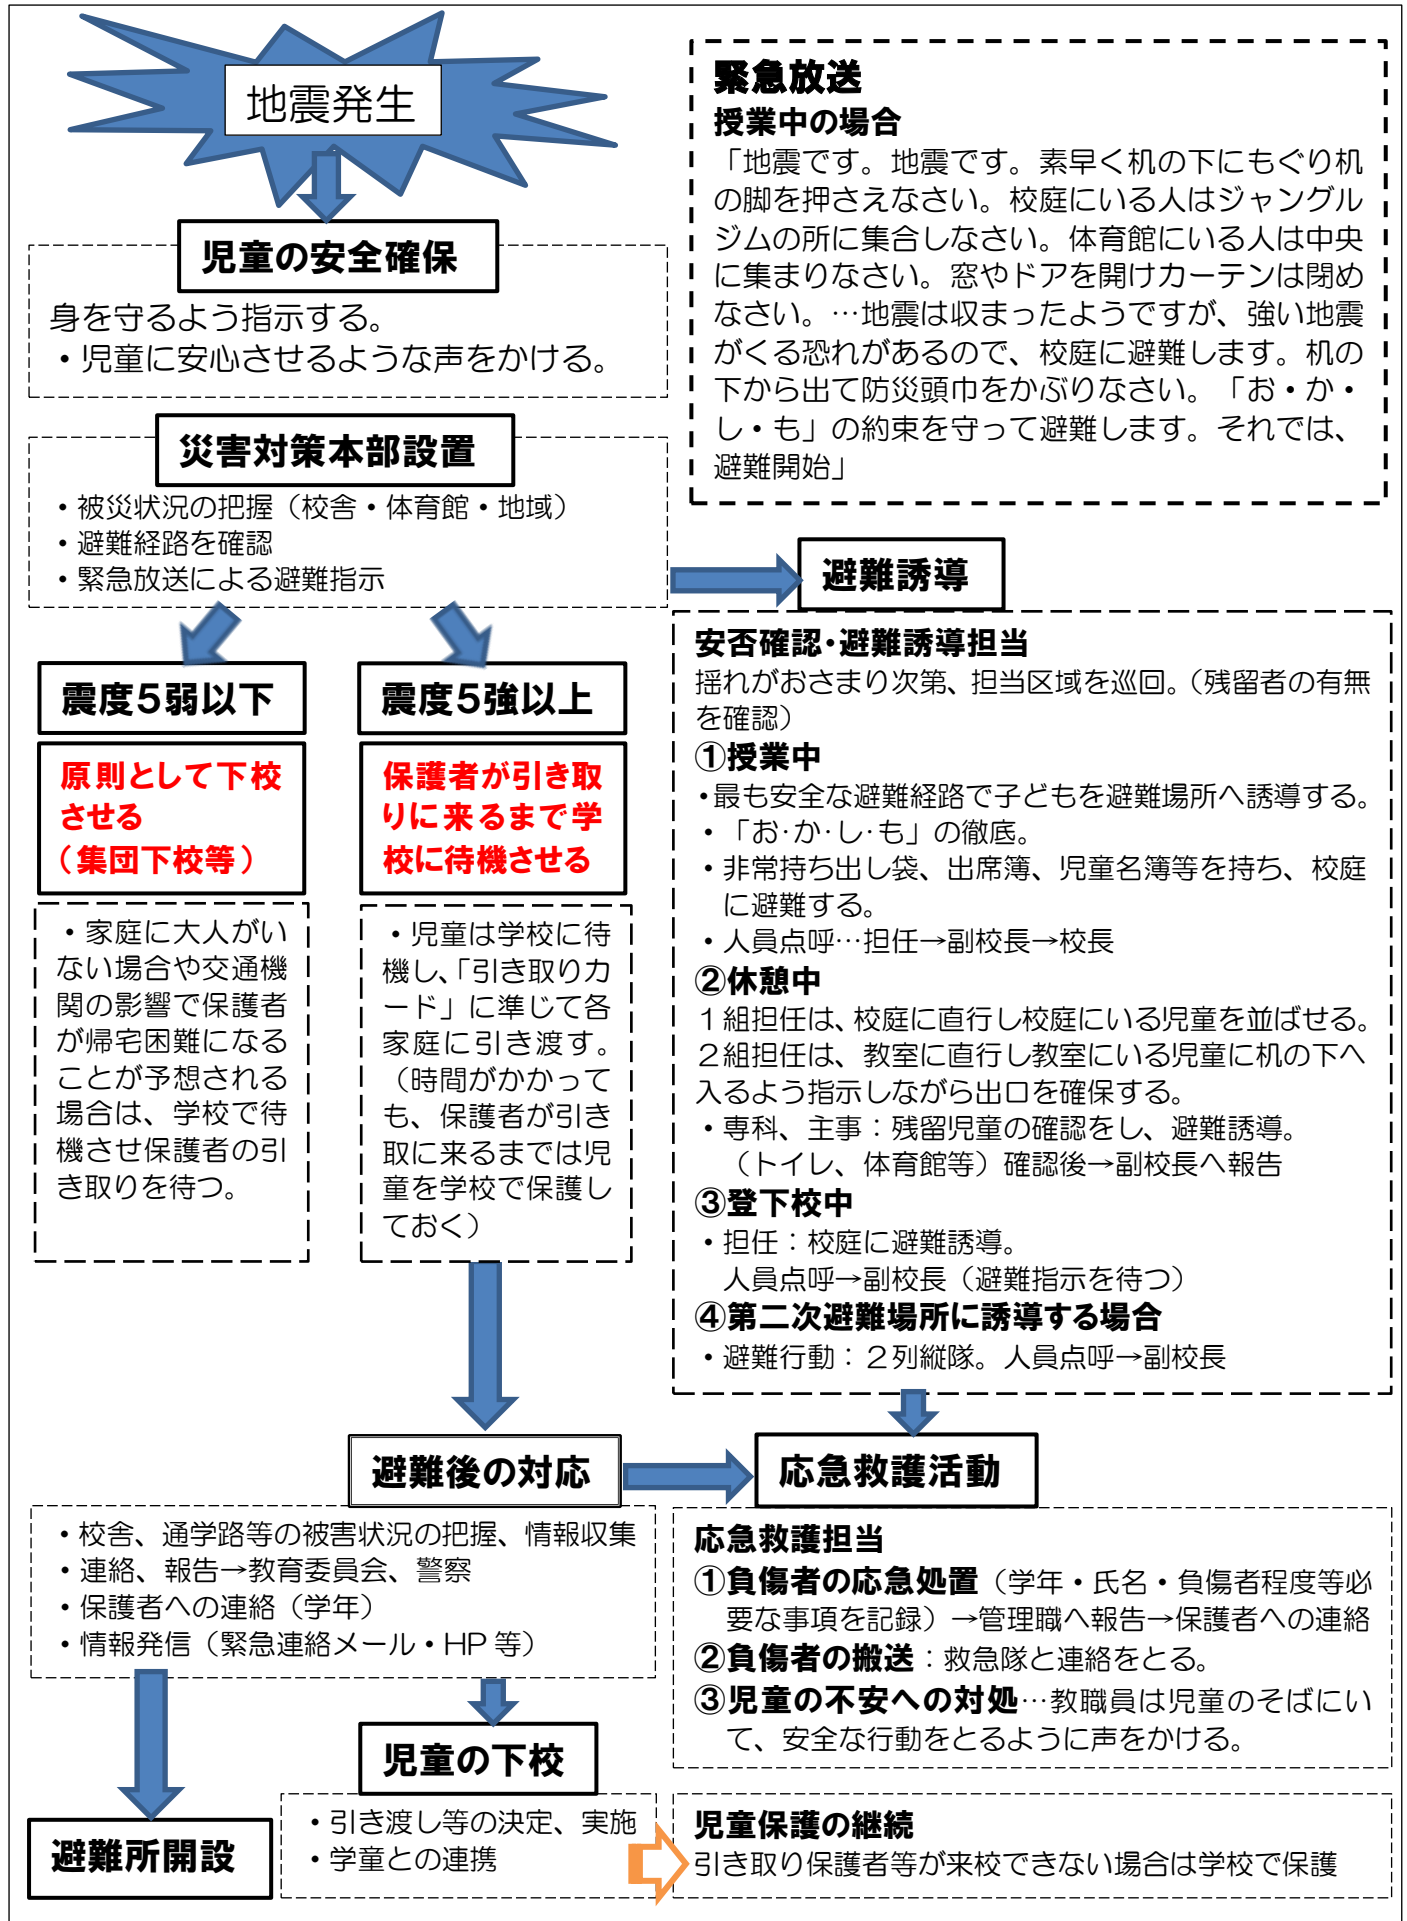 地震発生
緊急放送
授業中の場合
「地震です。地震です。素早く机の下にもぐり机
の脚を押さえなさい。校庭にいる人はジャングル
ジムの所に集合しなさい。体育館にいる人は中央
に集まりなさい。窓やドアを開けカーテンは閉め
なさい。…地震は収まったようですが、強い地震
がくる恐れがあるので、校庭に避難します。机の
下から出て防災頭巾をかぶりなさい。「お・か・
し・も」の約束を守って避難します。それでは、
避難開始」
児童の安全確保
身を守るよう指示する。
・児童に安心させるような声をかける。
災害対策本部設置
・被災状況の把握（校舎・体育館・地域）
・避難経路を確認
・緊急放送による避難指示
避難誘導
安否確認・避難誘導担当
揺れがおさまり次第、担当区域を巡回。（残留者の有無
を確認）
①授業中
・最も安全な避難経路で子どもを避難場所へ誘導する。
・「お・か・し・も」の徹底。
・非常持ち出し袋、出席簿、児童名簿等を持ち、校庭
に避難する。
・人員点呼…担任→副校長→校長
②休憩中
１組担任は、校庭に直行し校庭にいる児童を並ばせる。
２組担任は、教室に直行し教室にいる児童に机の下へ
入るよう指示しながら出口を確保する。
・専科、主事：残留児童の確認をし、避難誘導。
（トイレ、体育館等）確認後→副校長へ報告
③登下校中
・担任：校庭に避難誘導。
人員点呼→副校長（避難指示を待つ）
④第二次避難場所に誘導する場合
・避難行動：２列縦隊。人員点呼→副校長
震度５弱以下
原則として下校
させる
（集団下校等）
・家庭に大人がい
ない場合や交通機
関の影響で保護者
が帰宅困難になる
ことが予想される
場合は、学校で待
機させ保護者の引
き取りを待つ。
震度５強以上
保護者が引き取
りに来るまで学
校に待機させる
・児童は学校に待
機し、「引き取りカ
ード」に準じて各
家庭に引き渡す。
（時間がかかって
も、保護者が引き
取に来るまでは児
童を学校で保護し
ておく）
避難後の対応
・校舎、通学路等の被害状況の把握、情報収集
・連絡、報告→教育委員会、警察
・保護者への連絡（学年）
・情報発信（緊急連絡メール・HP 等）
応急救護活動
応急救護担当
①負傷者の応急処置（学年・氏名・負傷者程度等必
要な事項を記録）→管理職へ報告→保護者への連絡
②負傷者の搬送：救急隊と連絡をとる。
③児童の不安への対処…教職員は児童のそばにい
て、安全な行動をとるように声をかける。
児童の下校
・引き渡し等の決定、実施
・学童との連携
避難所開設
児童保護の継続
引き取り保護者等が来校できない場合は学校で保護